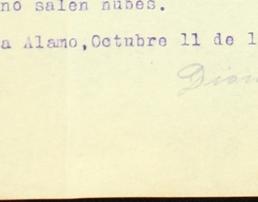 no salen nubes.
a Alamo,Octubre 11 de 1